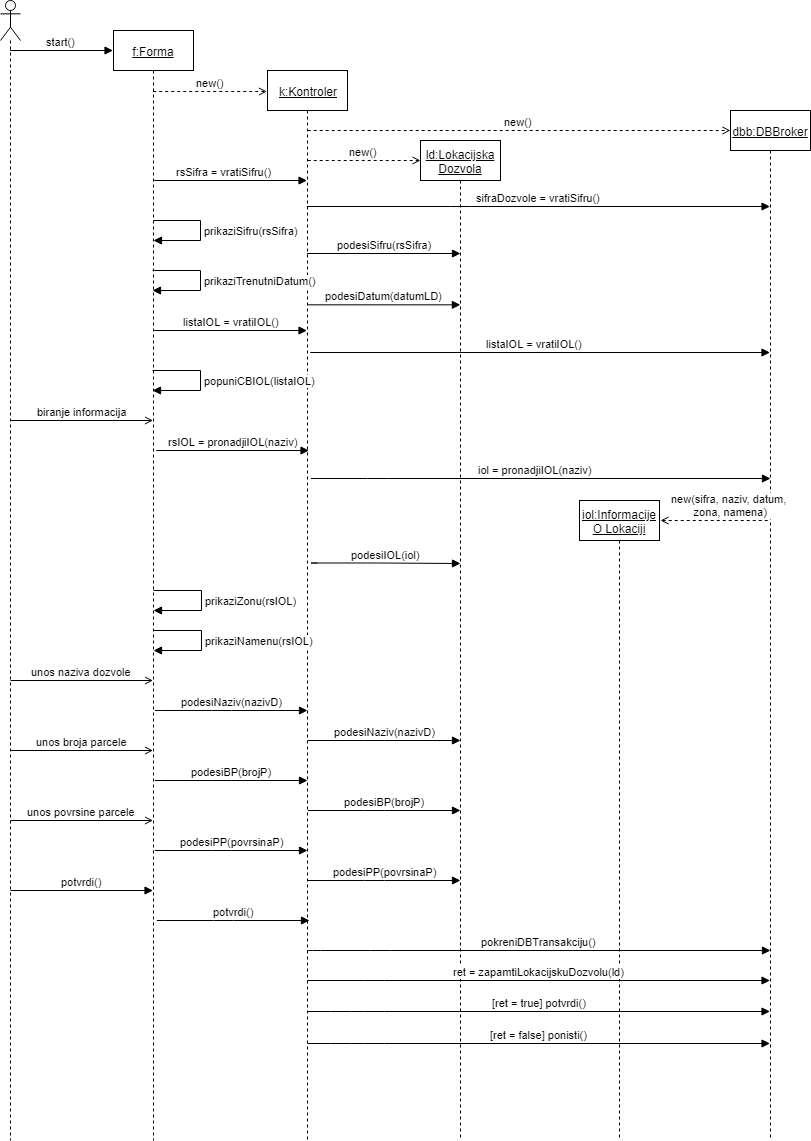 start()
f:Forma
new()
k:Kontroler
new()
dbb:DBBroker
new()
ld:Lokacijska
Dozvola
rsSifra = vratiSifru()
sifraDozvole = vratiSifru()
prikaziSifru(rsSifra)
podesiSifru(rsSifra)
prikaziTrenutniDatum()
podesiDatum(datumLD)
listaIOL = vratiIOL()
listaIOL = vratiIOL()
popuniCBIOL(listaIOL)
biranje informacija
rsIOL = pronadjiIOL(naziv)
iol = pronadjiIOL(naziv)
new(sifra, naziv, datum,
zona, namena)
iol:Informacije
O Lokaciji
podesiIOL(iol)
prikaziZonu(rsIOL)
prikaziNamenu(rsIOL)
unos naziva dozvole
podesiNaziv(nazivD)
podesiNaziv(nazivD)
unos broja parcele
podesiBP(brojP)
podesiBP(brojP)
unos povrsine parcele
podesiPP(povrsinaP)
podesiPP(povrsinaP)
potvrdi()
potvrdi()
pokreniDBTransakciju()
ret = zapamtiLokacijskuDozvolu(ld)
[ret = true] potvrdi()
[ret = false] ponisti()